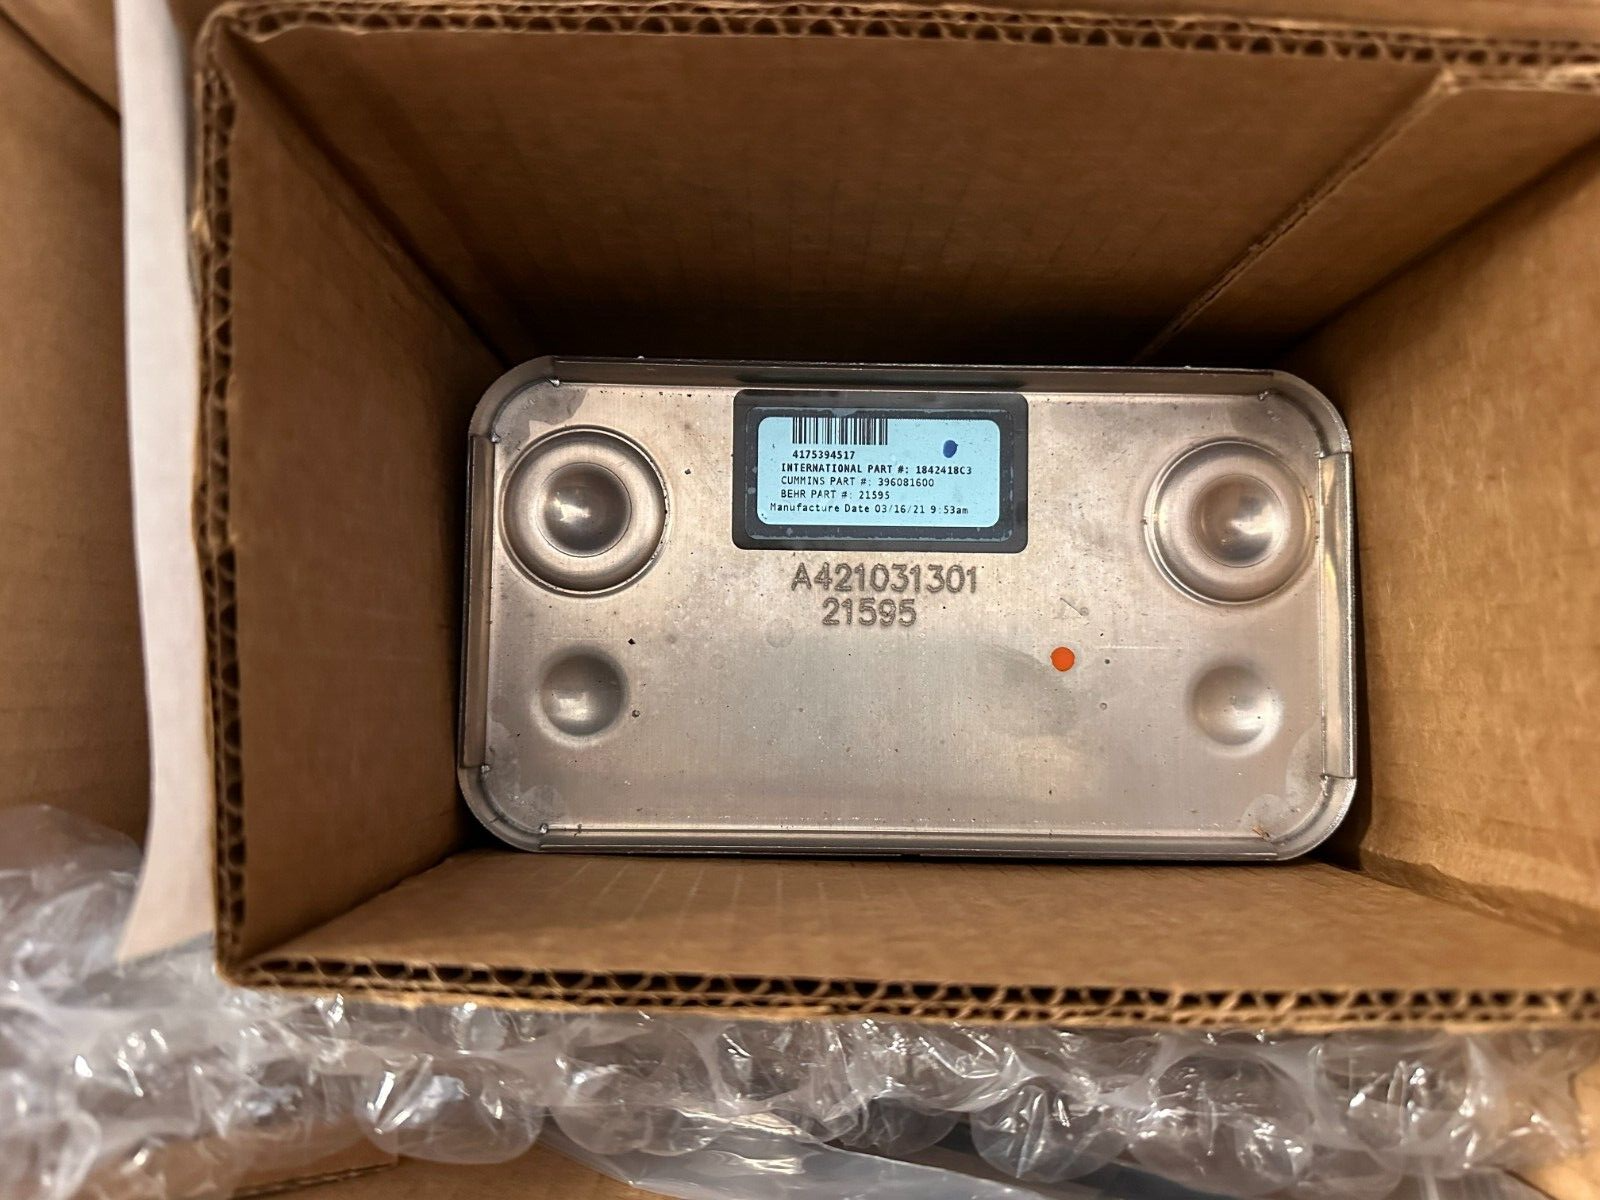 4175394517
INTERNATIONAL PART #: 1842418C3
CUMMINS PART #: 396081600
BEHR PART #: 21595
Manufacture Date 03/16/21 9:53am
A421031301
21595